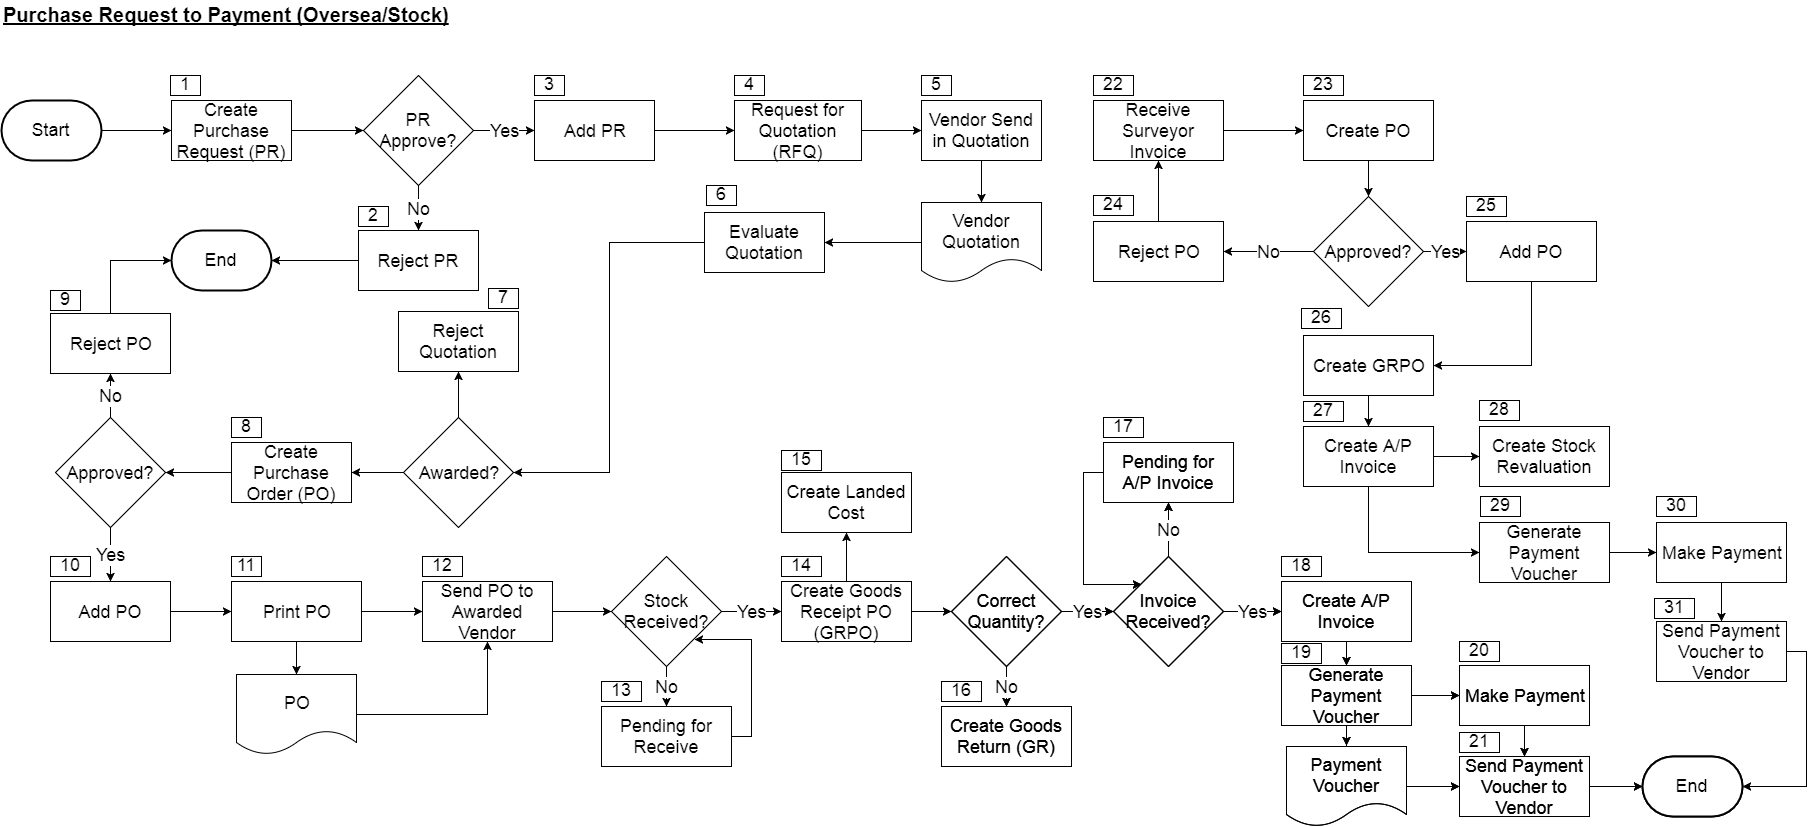 Purchase Request to Payment (Oversea/Stock)
Start
1
Create
Purchase
Request (PR)
PR
Approve?
Yes
3
Add PR
4
Request for
Quotation
(RFQ)
5
Vendor Send
in Quotation
22
Receive
Surveyor
Invoice
23
Create PO
No
2
Reject PR
End
6
Evaluate
Quotation
Vendor
Quotation
24
Reject PO
No
Approved?
Yes
25
Add PO
9
Reject PO
7
Reject
Quotation
26
Create GRPO
No
Approved?
8
Create
Purchase
Order (PO)
Awarded?
15
Create Landed
Cost
17
Pending for
A/P Invoice
27
Create A/P
Invoice
28
Create Stock
Revaluation
29
Generate
Payment
Voucher
30
Make Payment
Yes
10
Add PO
11
Print PO
12
Send PO to
Awarded
Vendor
Stock
Received?
Yes
14
Create Goods
Receipt PO
(GRPO)
Correct
Quantity?
Yes
No
Invoice
Received?
Yes
18
Create A/P
Invoice
31
Send Payment
Voucher to
Vendor
PO
No
13
Pending for
Receive
No
16
Create Goods
Return (GR)
19
Generate
Payment
Voucher
20
Make Payment
Payment
Voucher
21
Send Payment
Voucher to
Vendor
End